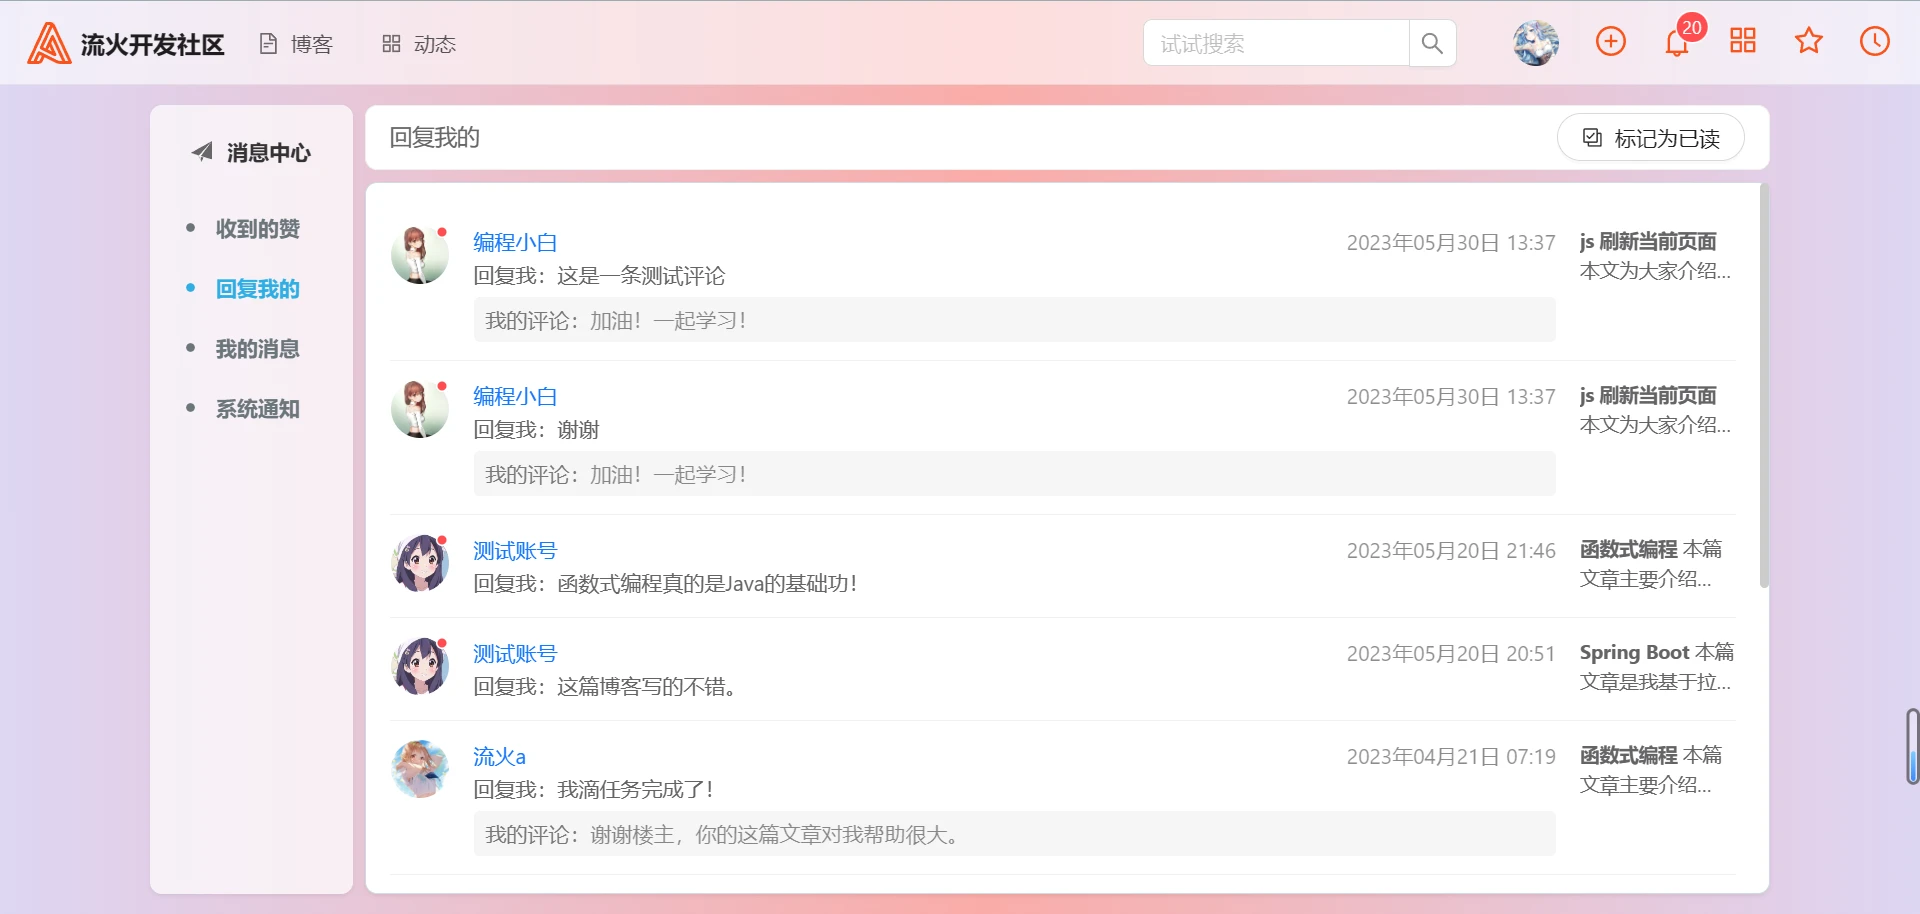 流火开发社区
博客
动态
试试搜索
20
消息中心
收到的赞
回复我的
我的消息
系统通知
回复我的
标记为已读
编程小白
2023年05月30日 13:37
回复我：这是一条测试评论
我的评论：加油！一起学习！
js 刷新当前页面
本文为大家介绍...
编程小白
2023年05月30日 13:37
回复我：谢谢
我的评论：加油！一起学习！
js 刷新当前页面
本文为大家介绍...
测试账号
2023年05月20日 21:46
回复我：函数式编程真的是Java的基础功！
函数式编程 本篇
文章主要介绍...
测试账号
2023年05月20日 20:51
回复我：这篇博客写的不错。
Spring Boot 本篇
文章是我基于拉...
流火a
2023年04月21日 07:19
回复我：我滴任务完成了！
我的评论：谢谢楼主，你的这篇文章对我帮助很大。
函数式编程 本篇
文章主要介绍...